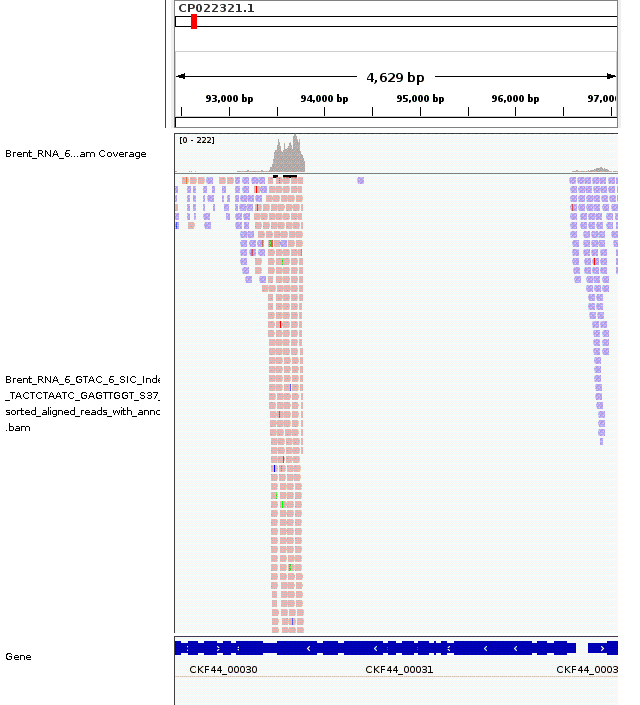 CP022321.1
4,629 bp
93,000 bp 94,000 bp 95,000 bp 96,000 bp 97,00
[0 - 222]
Brent_RNA_6...am Coverage
Brent_RNA_6_GTAC_6_SIC_Inde
_TACTCTAATC_GAGTTGGT_S37_
sorted_aligned_reads_with_anno
.bam
Gene
CKF44_00030 CKF44_00031 CKF44_0003